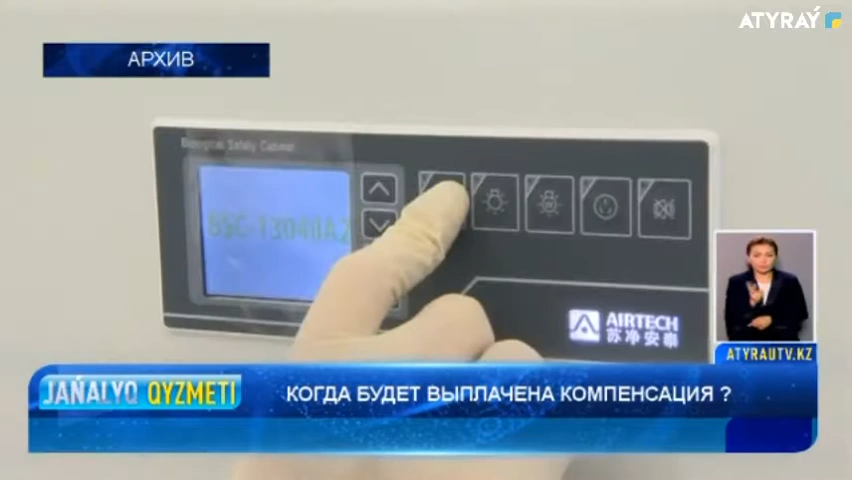 ATYRAÝ
АРХИВ
Biological Safety Cabinet
BSC-1304IIA2
AIRTECH
苏净安泰
ATYRAUTV.KZ
JAŃALYQ QYZMETI
КОГДА БУДЕТ ВЫПЛАЧЕНА КОМПЕНСАЦИЯ ?